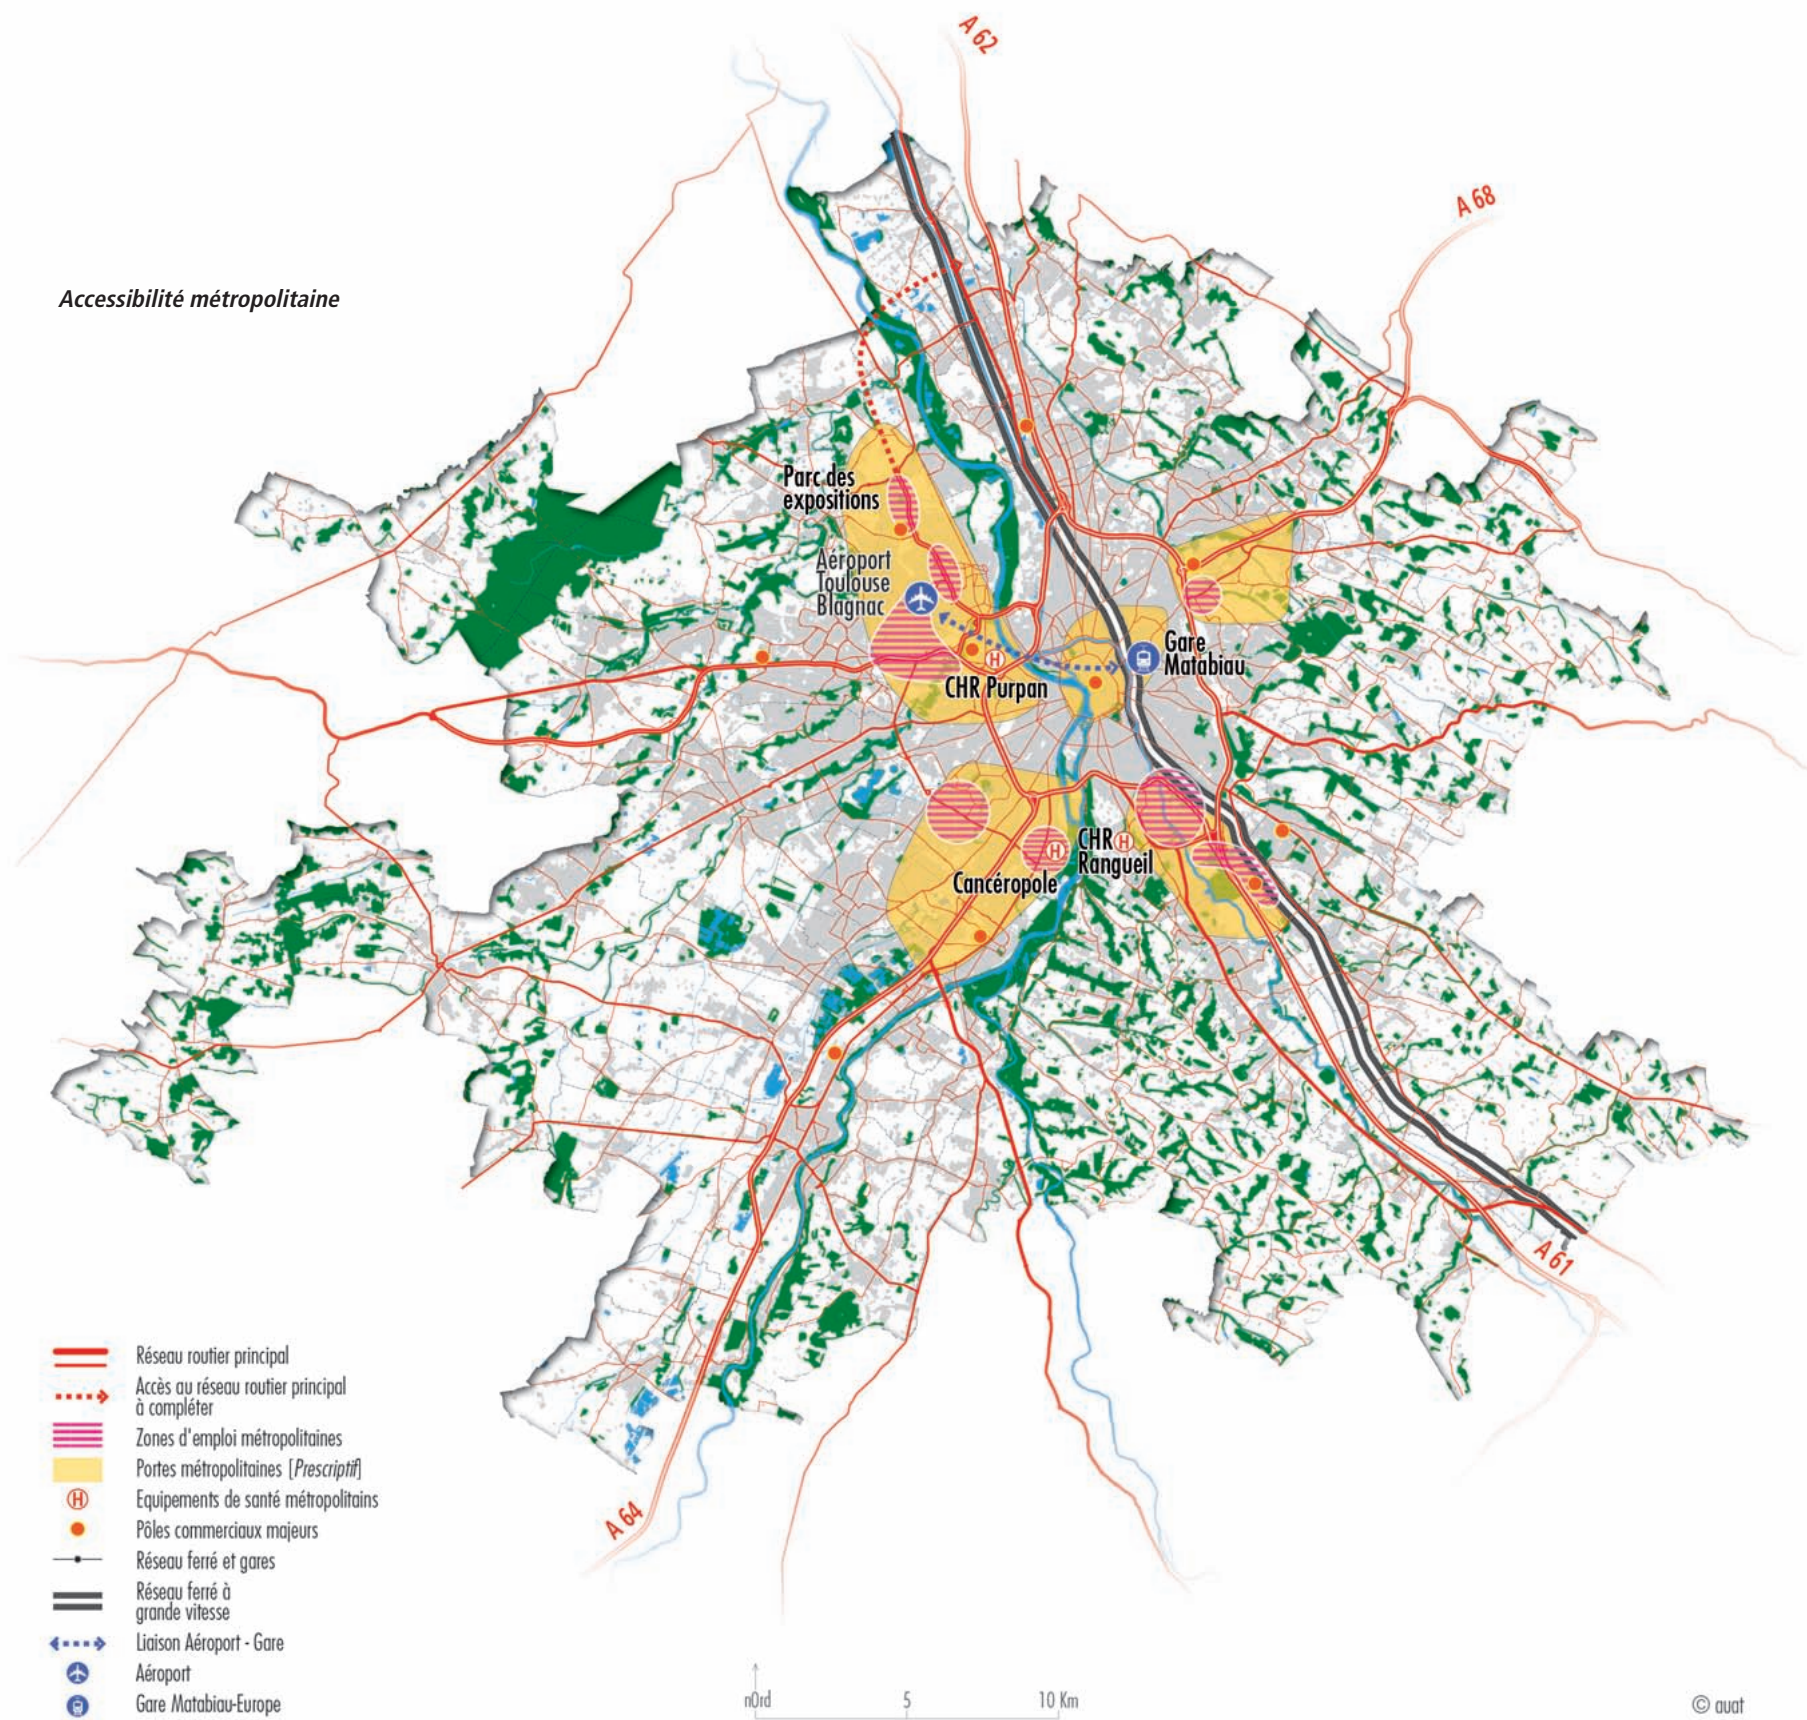 A 62
A 68
Accessibilité métropolitaine
Parc des
expositions
Aéroport
Toulouse
Blagnac
Gare
Matabiau
CHR Purpan
CHR H
Rangueil
H
H
Cancéropole
A 61
A 64
Réseau routier principal
Accès au réseau routier principal
à compléter
Zones d'emploi métropolitaines
Portes métropolitaines [Prescriptif]
H Equipements de santé métropolitains
Pôles commerciaux majeurs
Réseau ferré et gares
Réseau ferré à
grande vitesse
Liaison Aéroport - Gare
Aéroport
Gare Matabiau-Europe
nOrd 5 10 Km
© auat